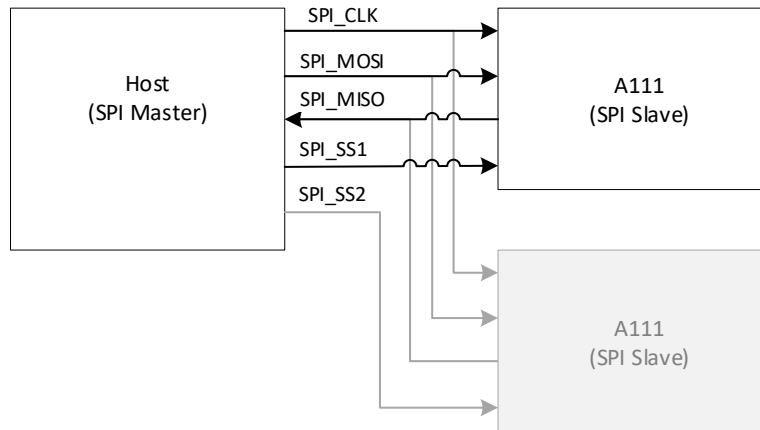 SPI_CLK
SPI_MOSI
SPI_MISO
SPI_SS1
SPI_SS2
Host
(SPI Master)
A111
(SPI Slave)
A111
(SPI Slave)